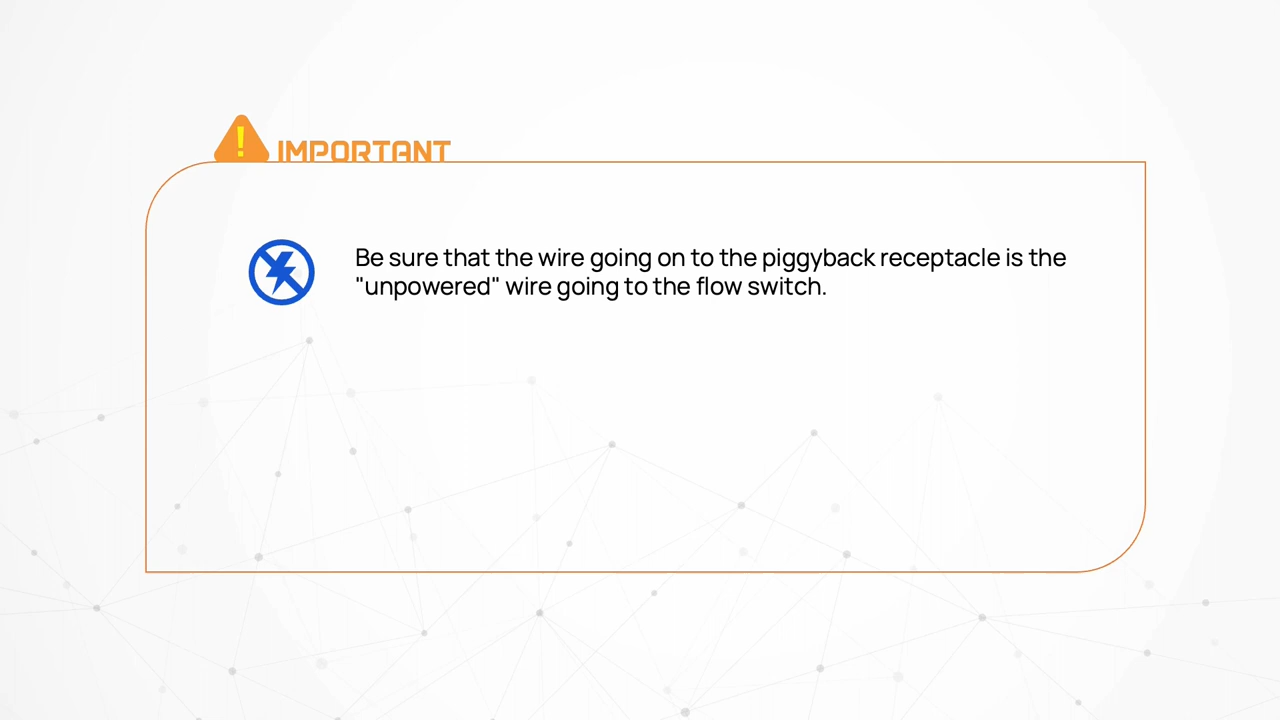 IMPORTANT
Be sure that the wire going on to the piggyback receptacle is the
"unpowered" wire going to the flow switch.